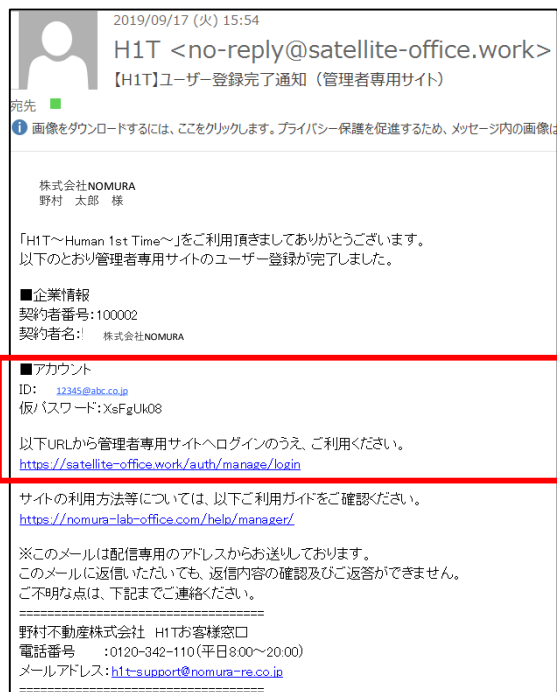 2019/09/17 (火) 15:54
H1T <no-reply@satellite-office.work>
【H1T】ユーザー登録完了通知（管理者専用サイト）
宛先
画像をダウンロードするには、ここをクリックします。プライバシー保護を促進するため、メッセージ内の画像は
株式会社NOMURA
野村　太郎　様
「H1T～Human 1st Time～」をご利用頂きましてありがとうございます。
以下のとおり管理者専用サイトのユーザー登録が完了しました。
■企業情報
契約者番号:100002
契約者名: 株式会社NOMURA
■アカウント
ID: 12345@abc.co.jp
仮パスワード:XsFgUk08
以下URLから管理者専用サイトへログインのうえ、ご利用ください。
https://satellite-office.work/auth/manage/login
サイトの利用方法等については、以下ご利用ガイドをご確認ください。
https://nomura-lab-office.com/help/manager/
※このメールは配信専用のアドレスからお送りしております。
このメールに返信いただいても、返信内容の確認及びご返答ができません。
ご不明な点は、下記までご連絡ください。
===================================
野村不動産株式会社　H1Tお客様窓口
電話番号　　:0120-342-110(平日8:00～20:00)
メールアドレス:h1t-support@nomura-re.co.jp
===================================